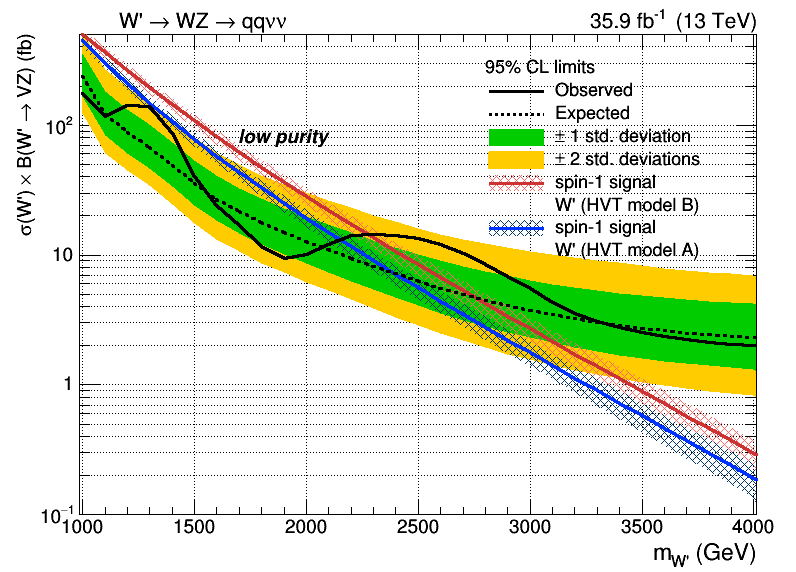 W' → WZ → qqνν
35.9 fb⁻¹ (13 TeV)
σ(W') × B(W' → VZ) (fb)
95% CL limits
Observed
Expected
± 1 std. deviation
± 2 std. deviations
spin-1 signal
W' (HVT model B)
spin-1 signal
W' (HVT model A)
low purity
10²
10
1
10⁻¹
1000 1500 2000 2500 3000 3500 4000
m_W' (GeV)